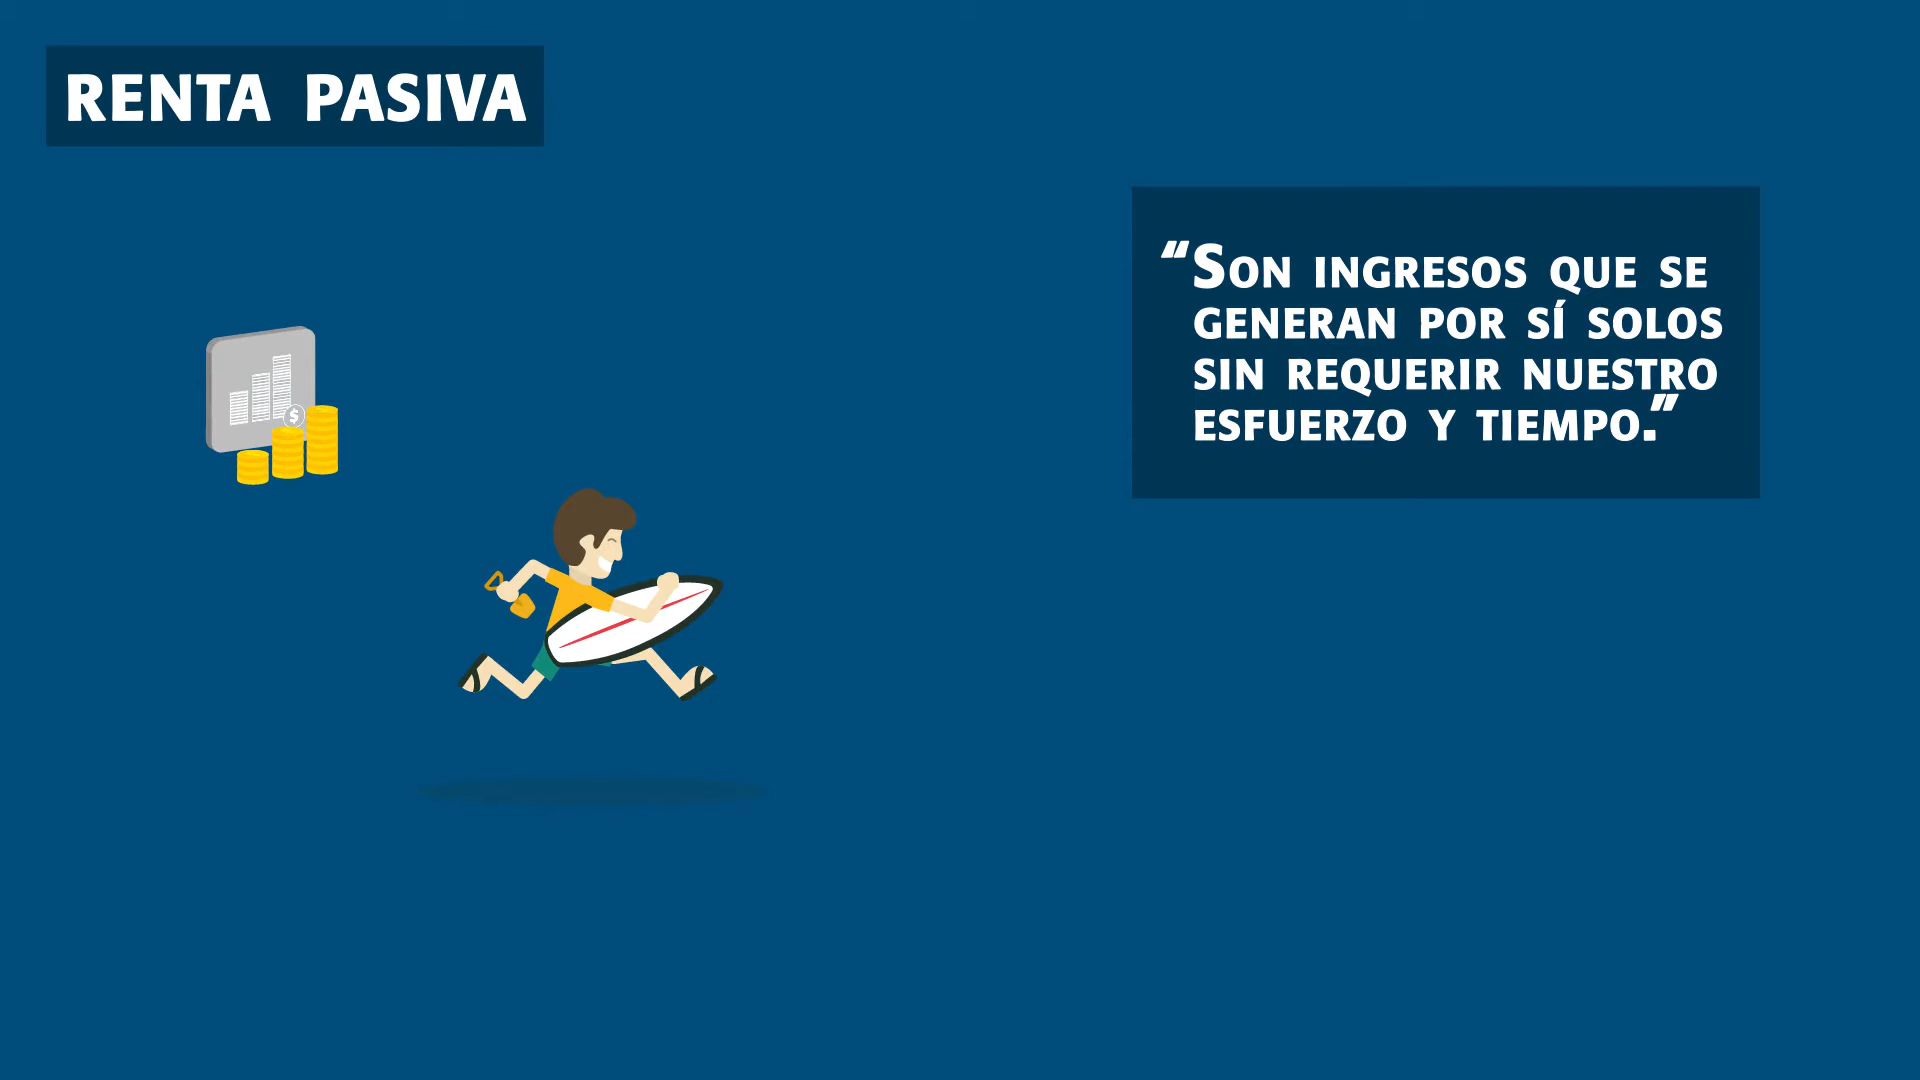 RENTA PASIVA
“SON INGRESOS QUE SE
GENERAN POR SÍ SOLOS
SIN REQUERIR NUESTRO
ESFUERZO Y TIEMPO.”
$